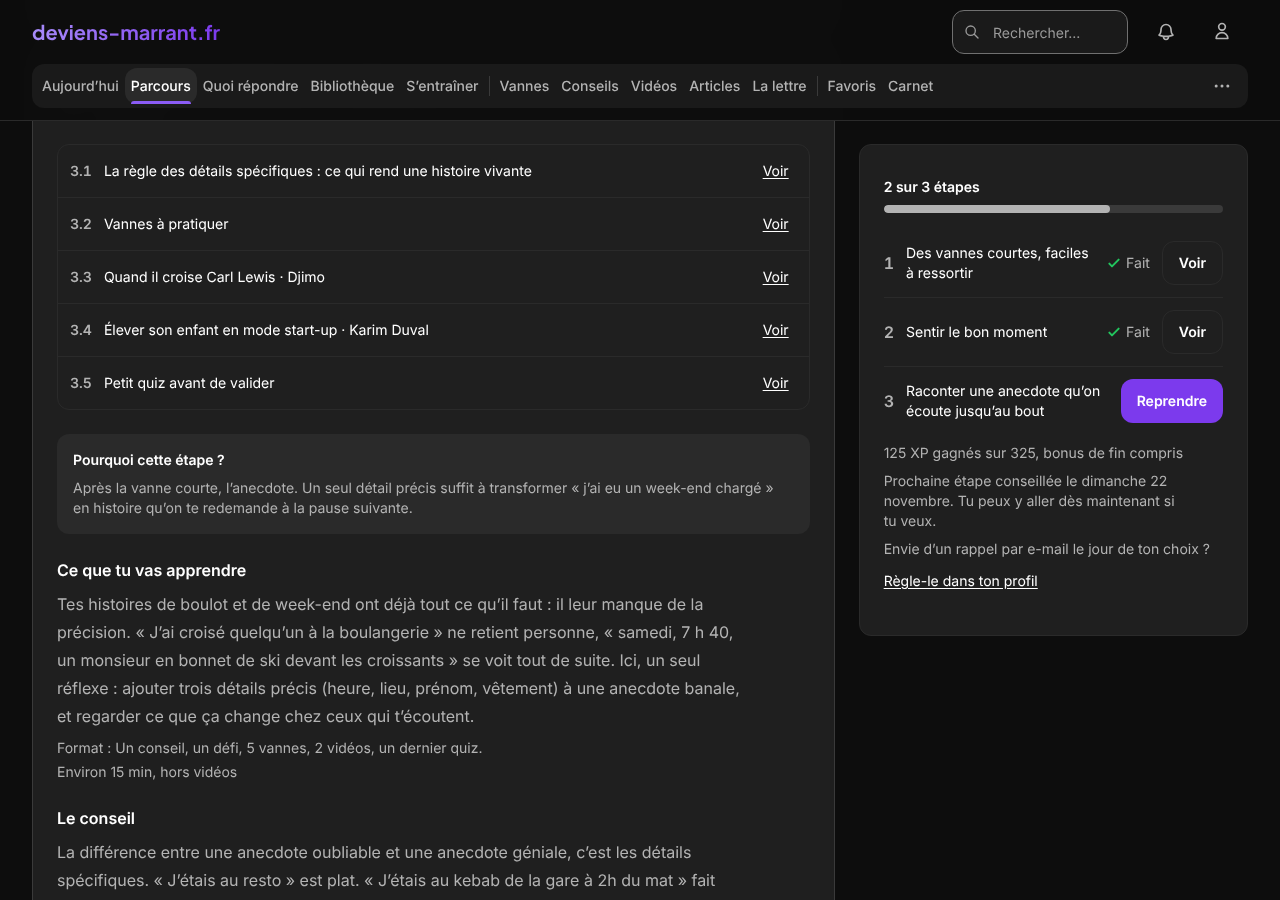 deviens-marrant.fr
Rechercher...
Aujourd’hui
Parcours
Quoi répondre
Bibliothèque
S’entraîner
Vannes
Conseils
Vidéos
Articles
La lettre
Favoris
Carnet
3.1 La règle des détails spécifiques : ce qui rend une histoire vivante Voir
3.2 Vannes à pratiquer Voir
3.3 Quand il croise Carl Lewis · Djimo Voir
3.4 Élever son enfant en mode start-up · Karim Duval Voir
3.5 Petit quiz avant de valider Voir
Pourquoi cette étape ?
Après la vanne courte, l’anecdote. Un seul détail précis suffit à transformer « j’ai eu un week-end chargé »
en histoire qu’on te redemande à la pause suivante.
Ce que tu vas apprendre
Tes histoires de boulot et de week-end ont déjà tout ce qu’il faut : il leur manque de la
précision. « J’ai croisé quelqu’un à la boulangerie » ne retient personne, « samedi, 7 h 40,
un monsieur en bonnet de ski devant les croissants » se voit tout de suite. Ici, un seul
réflexe : ajouter trois détails précis (heure, lieu, prénom, vêtement) à une anecdote banale,
et regarder ce que ça change chez ceux qui t’écoutent.
Format : Un conseil, un défi, 5 vannes, 2 vidéos, un dernier quiz.
Environ 15 min, hors vidéos
Le conseil
La différence entre une anecdote oubliable et une anecdote géniale, c’est les détails
spécifiques. « J’étais au resto » est plat. « J’étais au kebab de la gare à 2h du mat » fait
2 sur 3 étapes
1 Des vannes courtes, faciles
à ressortir
Fait
Voir
2 Sentir le bon moment
Fait
Voir
3 Raconter une anecdote qu’on
écoute jusqu’au bout
Reprendre
125 XP gagnés sur 325, bonus de fin compris
Prochaine étape conseillée le dimanche 22
novembre. Tu peux y aller dès maintenant si
tu veux.
Envie d’un rappel par e-mail le jour de ton choix ?
Règle-le dans ton profil